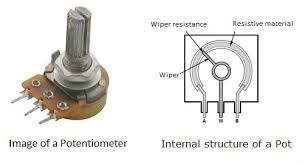 Wiper resistance
Resistive material
Wiper
A W B
Image of a Potentiometer
Internal structure of a Pot